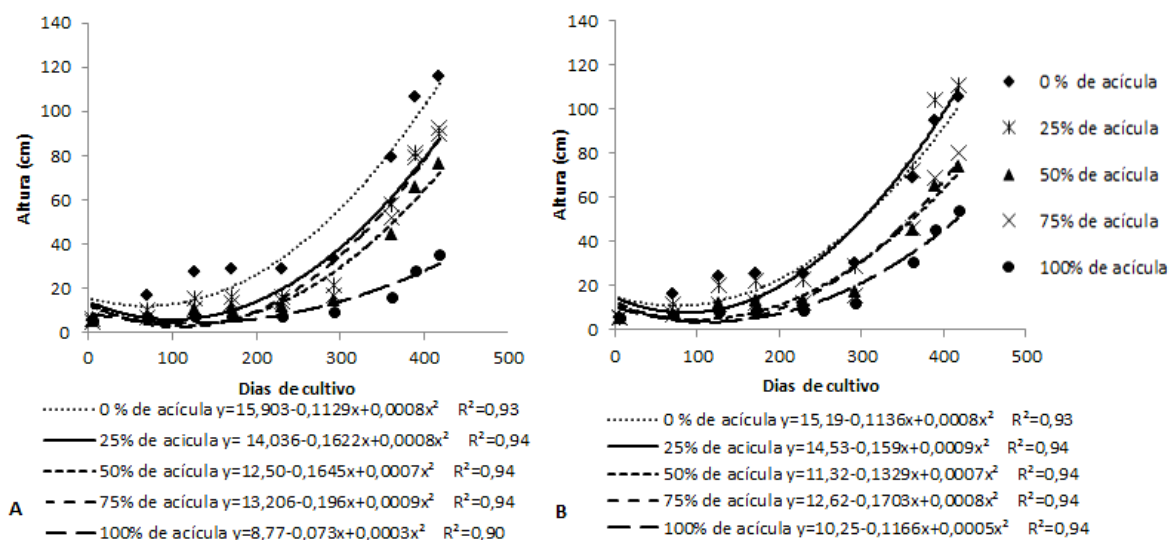 140
120
100
80
60
40
20
0
Altura (cm)
0 100 200 300 400 500
Dias de cultivo
0 % de acícula y=15,903-0,1129x+0,0008x² R²=0,93
25% de acicula y= 14,036-0,1622x+0,0008x² R²=0,94
50% de acícula y=12,50-0,1645x+0,0007x² R²=0,94
75% de acícula y=13,206-0,196x+0,0009x² R²=0,94
100% de acícula y=8,77-0,073x+0,0003x² R²=0,90
A
140
120
100
80
60
40
20
0
Altura (cm)
0 100 200 300 400 500
Dias de cultivo
0 % de acícula
25% de acícula
50% de acícula
75% de acícula
100% de acícula
0 % de acícula y=15,19-0,1136x+0,0008x² R²=0,93
25% de acícula y=14,53-0,159x+0,0009x² R²=0,94
50% de acícula y=11,32-0,1329x+0,0007x² R²=0,94
75% de acícula y=12,62-0,1703x+0,0008x² R²=0,94
100% de acícula y=10,25-0,1166x+0,0005x² R²=0,94
B